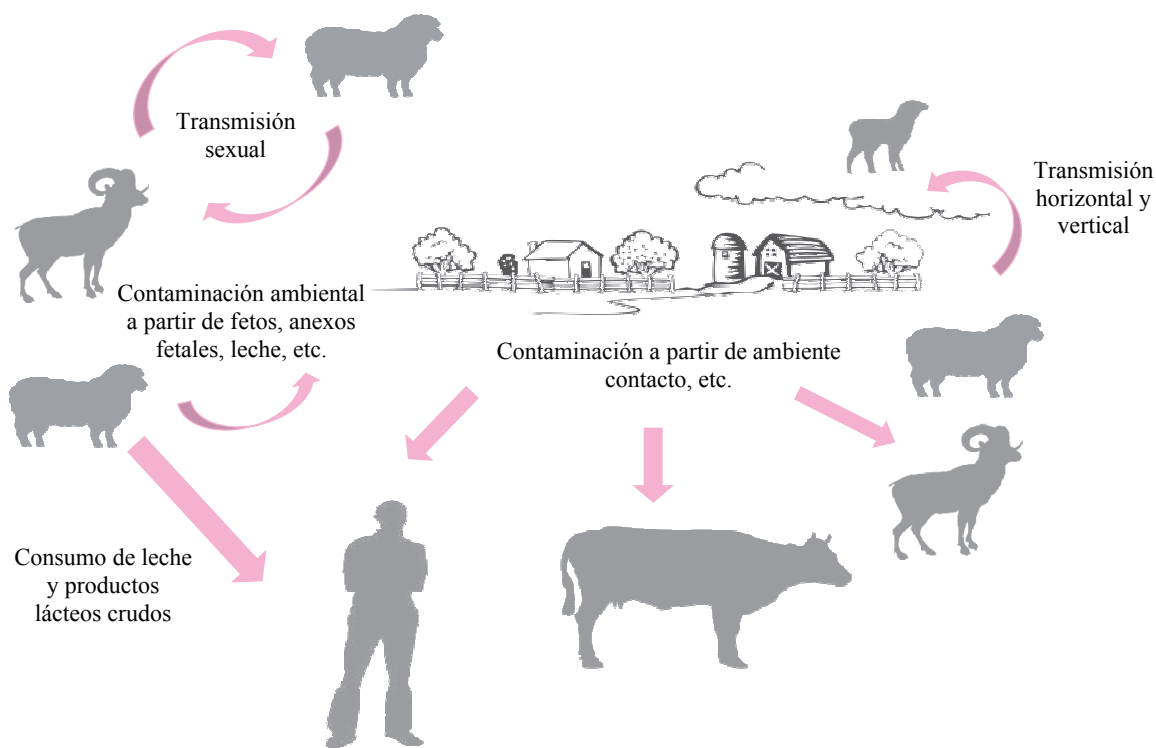 Transmisión
sexual
Transmisión
horizontal y
vertical
Contaminación ambiental
a partir de fetos, anexos
fetales, leche, etc.
Contaminación a partir de ambiente
contacto, etc.
Consumo de leche
y productos
lácteos crudos